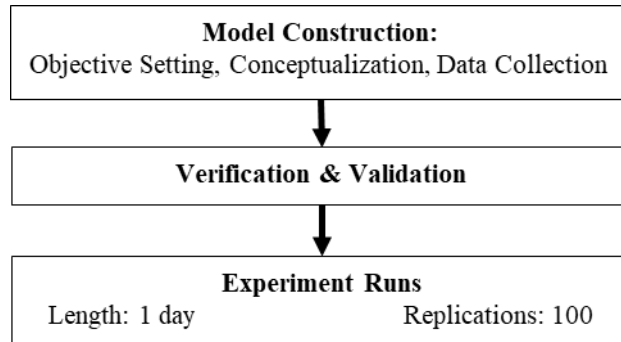 Model Construction:
Objective Setting, Conceptualization, Data Collection
Verification & Validation
Experiment Runs
Length: 1 day Replications: 100